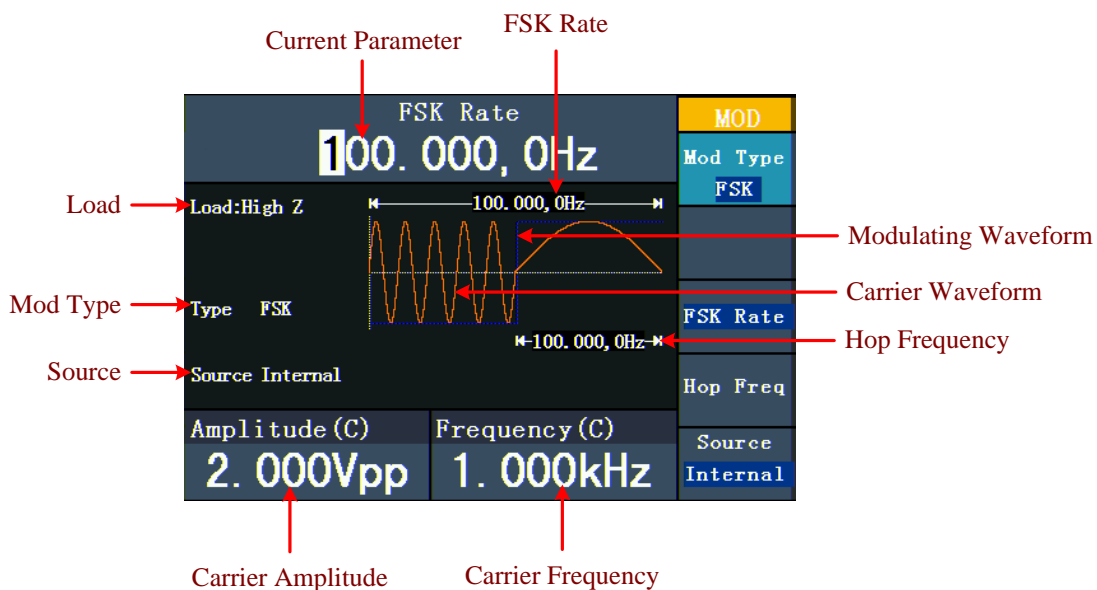 FSK Rate
Current Parameter
FSK Rate
100.000,0Hz
MOD
Mod Type
FSK
Load
Load:High Z
100.000,0Hz
Modulating Waveform
Carrier Waveform
Mod Type
Type FSK
FSK Rate
100.000,0Hz
Hop Frequency
Source
Source Internal
Hop Freq
Amplitude(C)
2.000Vpp
Frequency(C)
1.000kHz
Source
Internal
Carrier Amplitude
Carrier Frequency